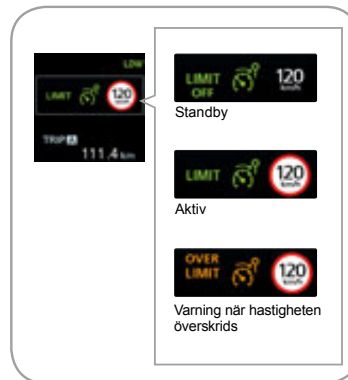 LDW
LIMIT
120
km/h
TRIP A
111.4 km
LIMIT
OFF
120
km/h
Standby
LIMIT
120
km/h
Aktiv
OVER
LIMIT
120
km/h
Varning när hastigheten
överskrids